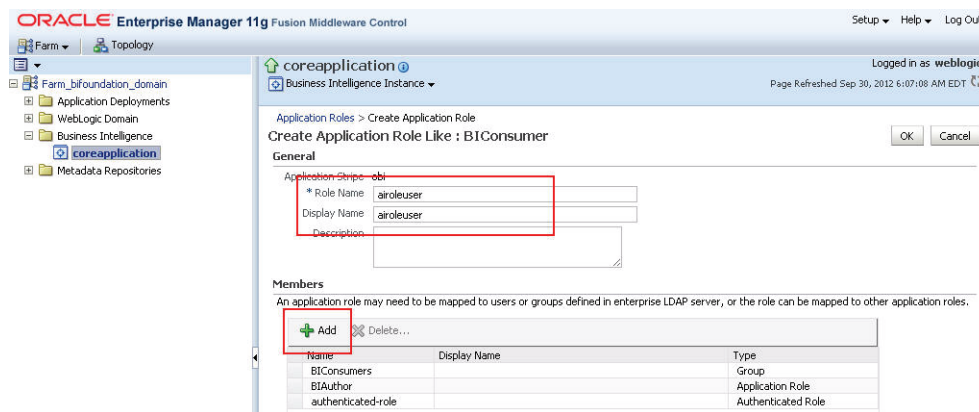 ORACLE Enterprise Manager 11g Fusion Middleware Control
Setup Help Log Ou
Farm Topology
coreapplication
Logged in as weblogic
Business Intelligence Instance
Page Refreshed Sep 30, 2012 6:07:08 AM EDT
Farm_bifoundation_domain
Application Deployments
WebLogic Domain
Business Intelligence
coreapplication
Metadata Repositories
Application Roles > Create Application Role
Create Application Role Like : BIConsumer
OK Cancel
General
Application Stripe obi
* Role Name airoleuser
Display Name airoleuser
Description
Members
An application role may need to be mapped to users or groups defined in enterprise LDAP server, or the role can be mapped to other application roles.
Add Delete...
Name Display Name Type
BIConsumers Group
BIAuthor Application Role
authenticated-role Authenticated Role